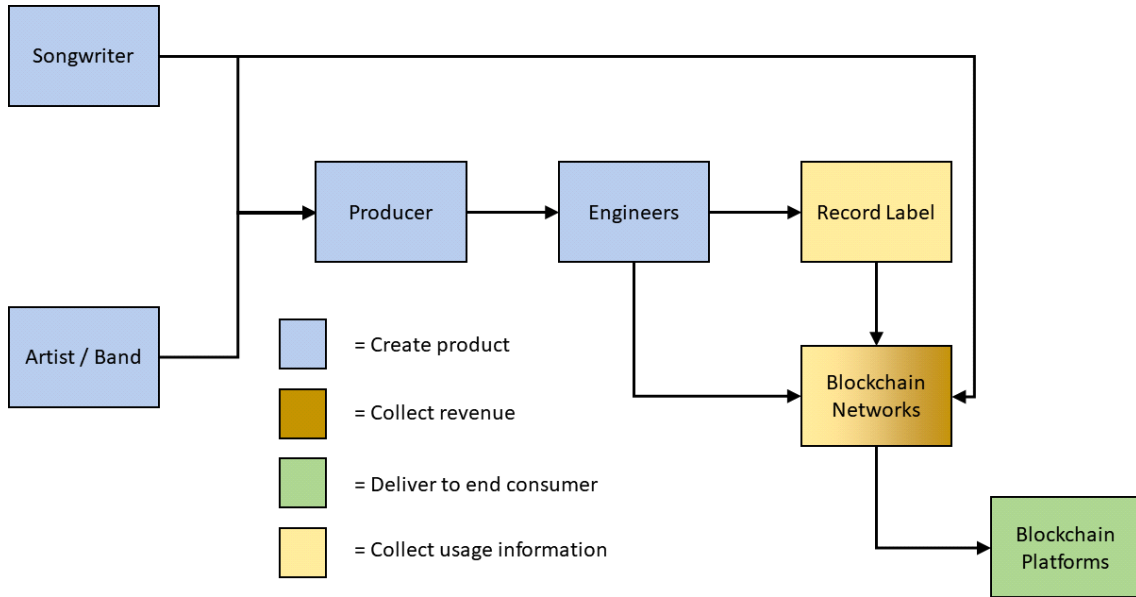 Songwriter
Producer
Engineers
Record Label
Artist / Band
= Create product
= Collect revenue
= Deliver to end consumer
= Collect usage information
Blockchain
Networks
Blockchain
Platforms